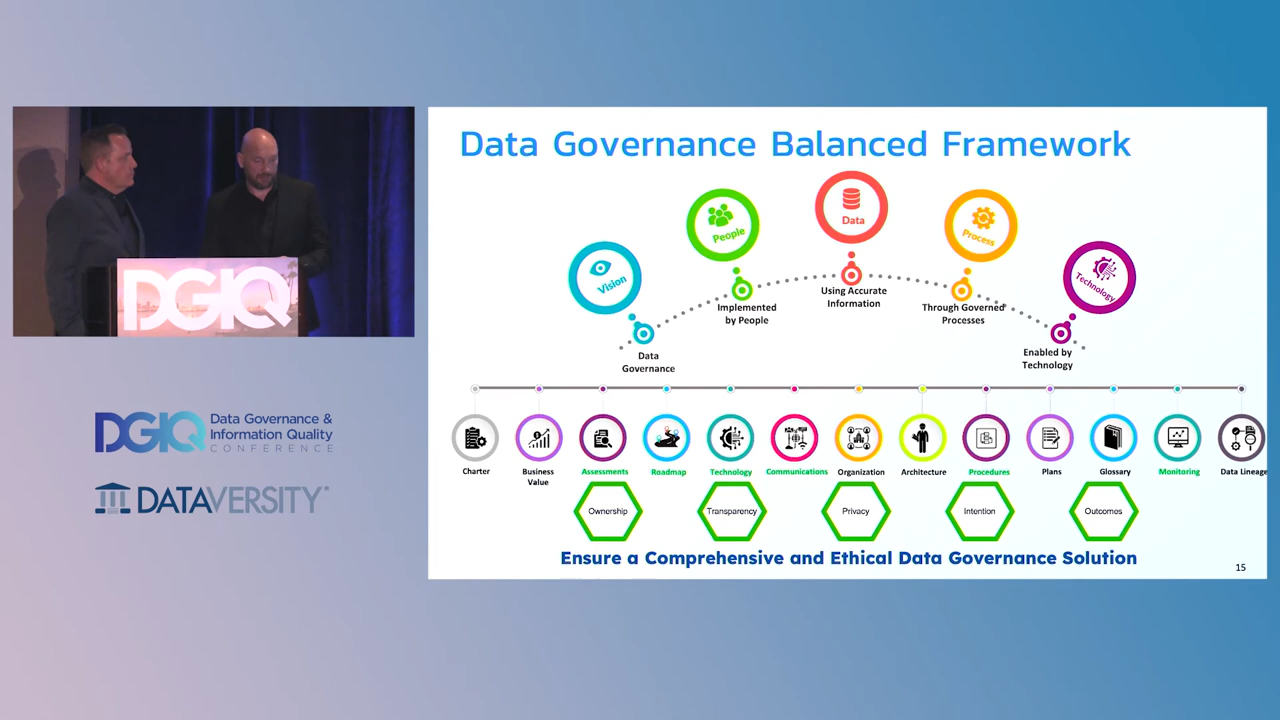 Data Governance Balanced Framework
Vision
People
Data
Process
Technology
Data
Governance
Implemented
by People
Using Accurate
Information
Through Governed
Processes
Enabled by
Technology
Charter
Business
Value
Assessments
Roadmap
Technology
Communications
Organization
Architecture
Procedures
Plans
Glossary
Monitoring
Data Lineage
Ownership
Transparency
Privacy
Intention
Outcomes
Ensure a Comprehensive and Ethical Data Governance Solution
15
DGIQ
DGIQ Data Governance &
Information Quality
CONFERENCE
DATAVERSITY